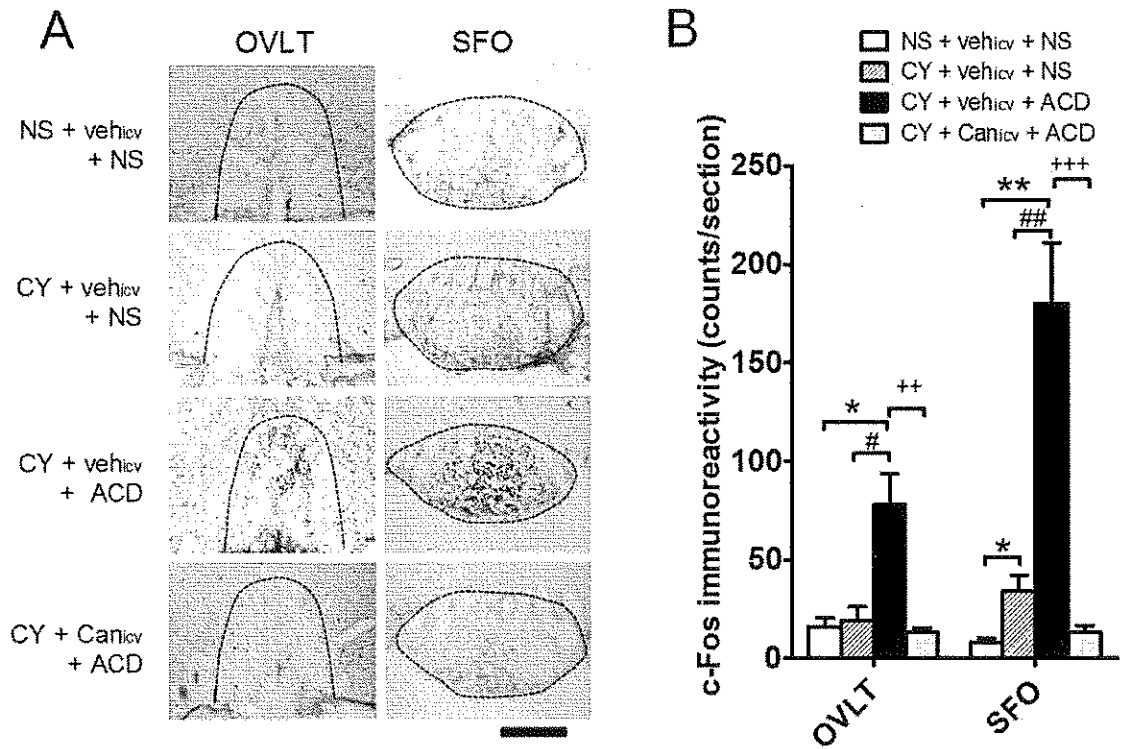 A
OVLT
SFO
NS + vehicv
+ NS
CY + vehicv
+ NS
CY + vehicv
+ ACD
CY + Canicv
+ ACD
B
NS + vehicv + NS
CY + vehicv + NS
CY + vehicv + ACD
CY + Canicv + ACD
c-Fos immunoreactivity (counts/section)
250
200
150
100
50
0
*
#
++
*
**
##
+++
OVLT
SFO